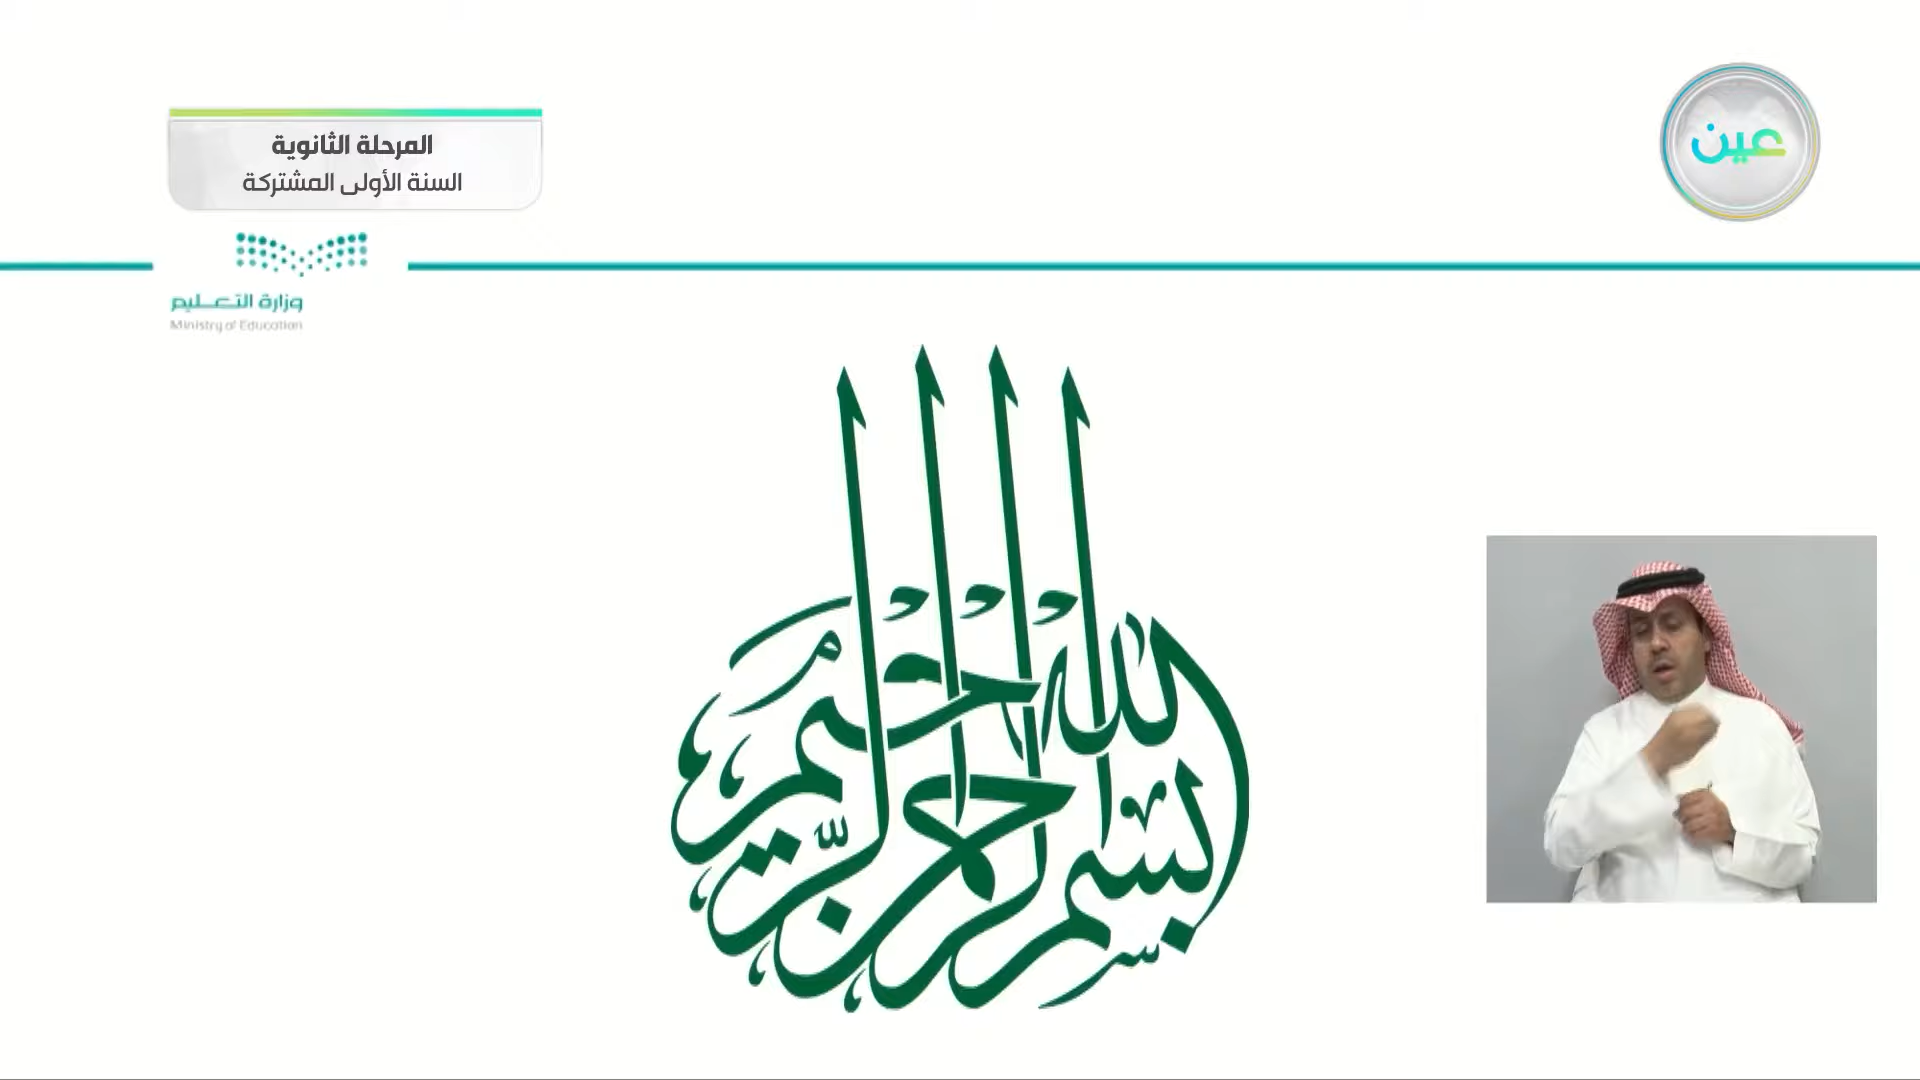 المرحلة الثانوية
السنة الأولى المشتركة
عين
وزارة التعليم
Ministry of Education
بسم الله الرحمن الرحيم